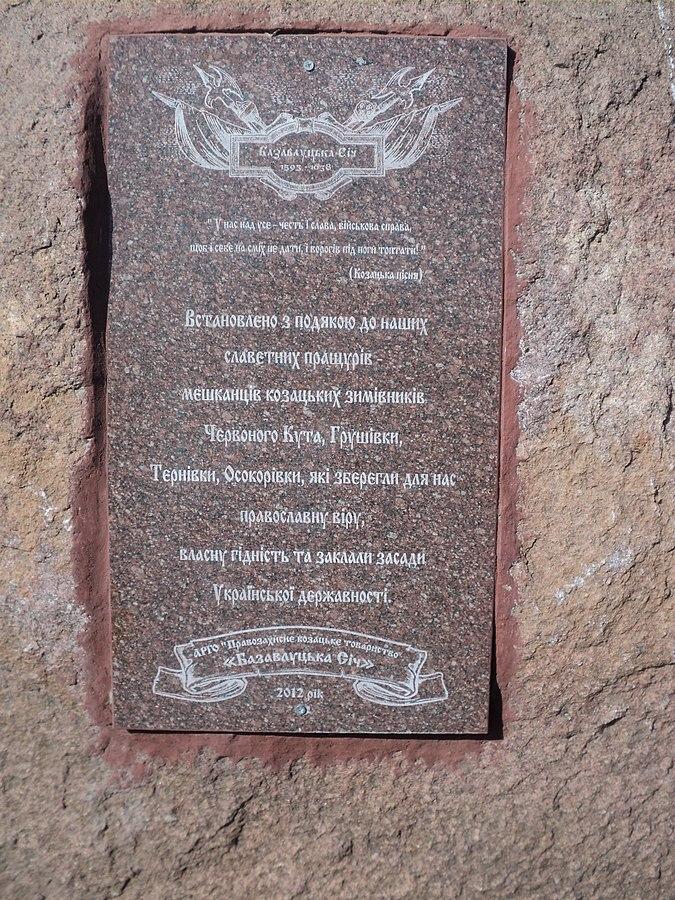 Базавлуцька Січ
1593 - 1638
"У нас над усе - честь і слава, військова справа,
щоб і себе на сміх не дати, і ворогів під ноги топтати!"
(Козацька пісня)
Встановлено з подякою до наших
славетних пращурів -
мешканців козацьких зимівників
Червоного Кута, Грушівки,
Тернівки, Осокорівки, які зберегли для нас
православну віру,
власну гідність та заклали засади
Української державності.
АРГО "Правозахисне козацьке товариство"
«Базавлуцька Січ»
2012 рік